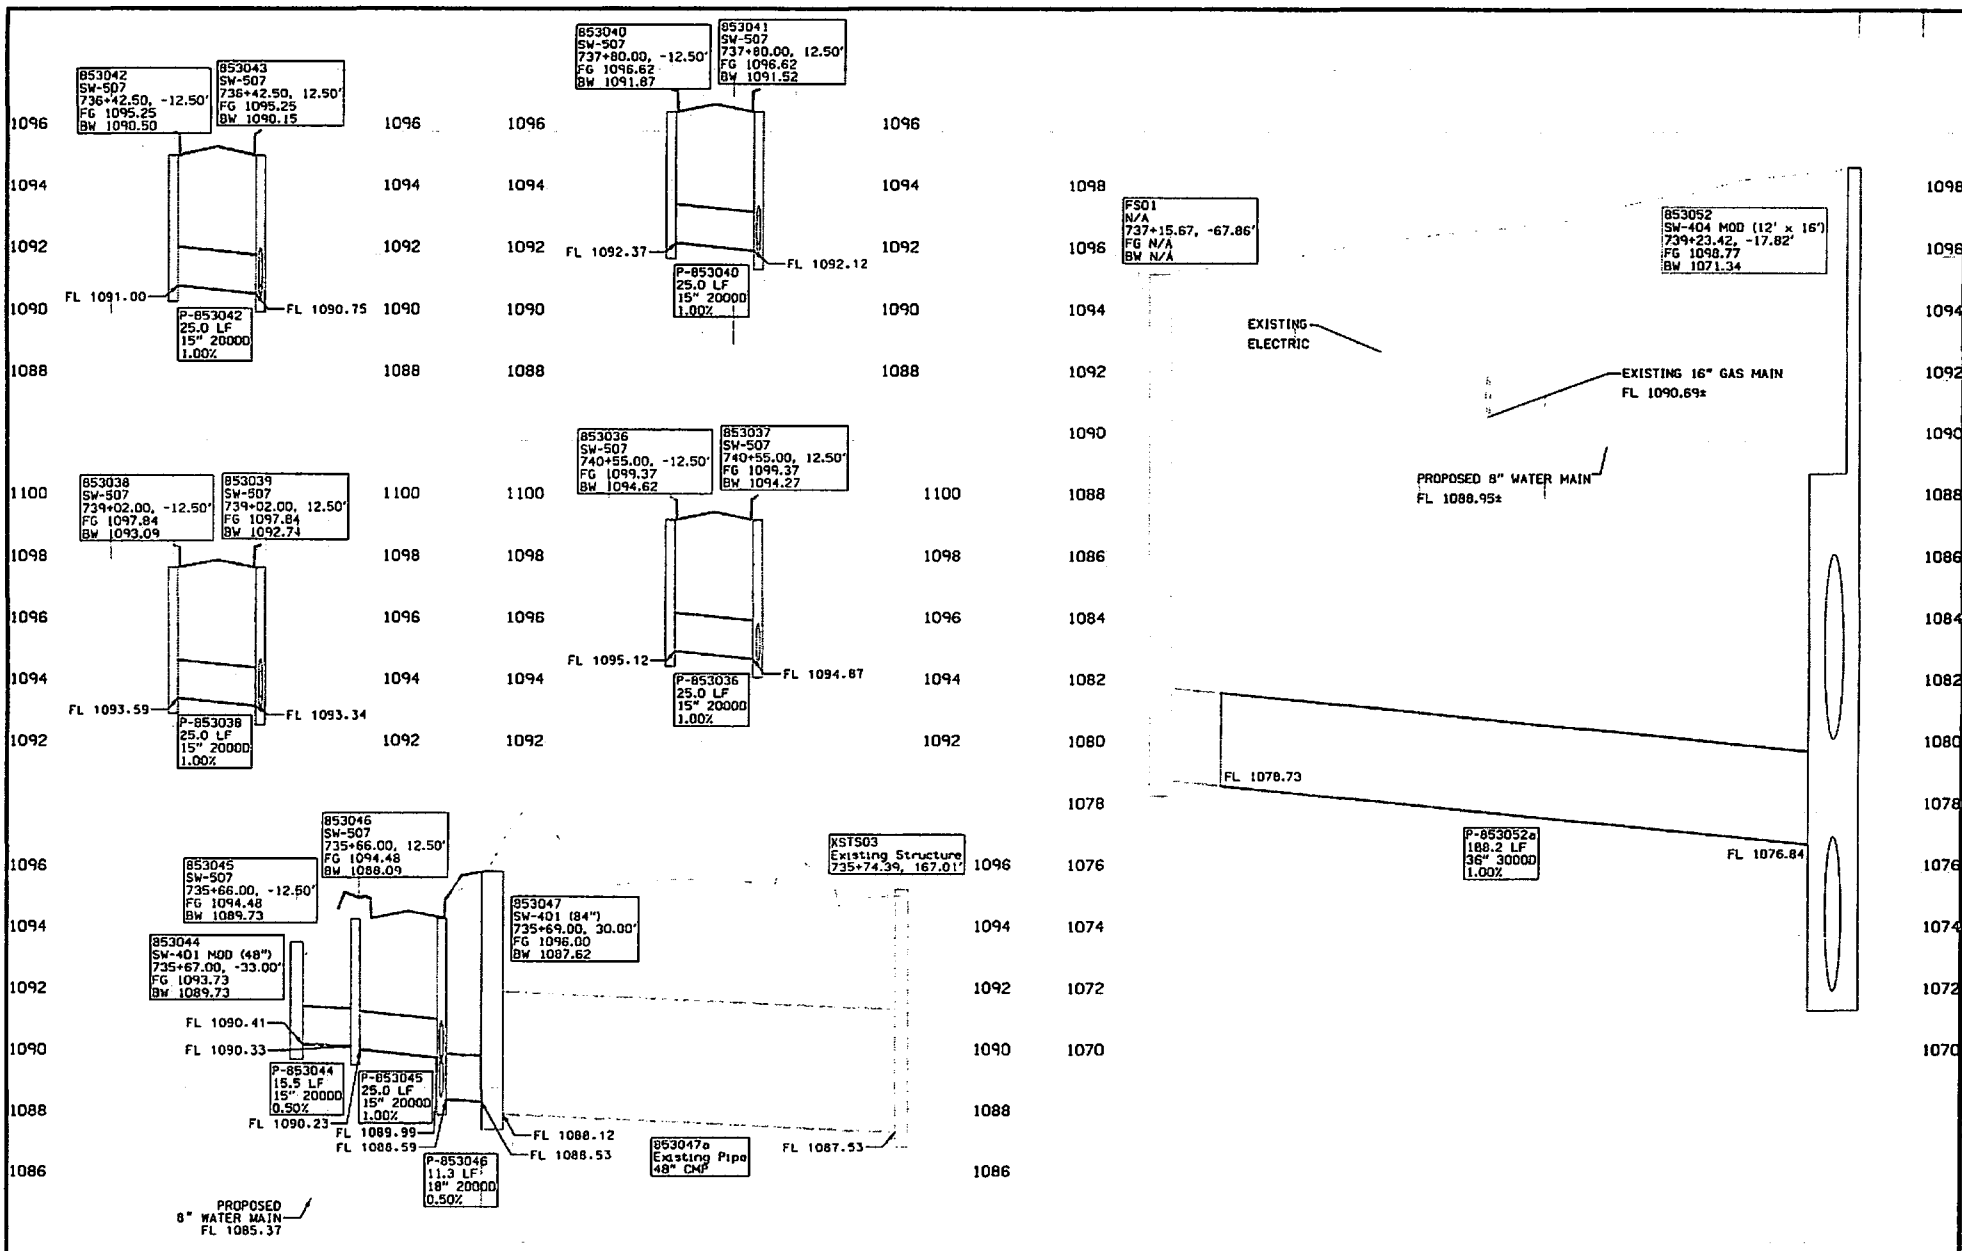 853042
SW-507
736+42.50, -12.50'
FG 1095.25
BW 1090.50
853043
SW-507
736+42.50, 12.50'
FG 1095.25
BW 1090.15
1096
1094
1092
1090
1088
1096
1094
1092
1090
1088
FL 1091.00
FL 1090.75
P-853042
25.0 LF
15" 2000D
1.00%
853040
SW-507
737+80.00, -12.50'
FG 1096.62
BW 1091.87
853041
SW-507
737+80.00, 12.50'
FG 1096.62
BW 1091.52
1096
1094
1092
1090
1088
1096
1094
1092
1090
1088
FL 1092.37
FL 1092.12
P-853040
25.0 LF
15" 2000D
1.00%
853038
SW-507
739+02.00, -12.50'
FG 1097.84
BW 1093.09
853039
SW-507
739+02.00, 12.50'
FG 1097.84
BW 1092.74
1100
1098
1096
1094
1092
1100
1098
1096
1094
1092
FL 1093.59
FL 1093.34
P-853038
25.0 LF
15" 2000D
1.00%
853036
SW-507
740+55.00, -12.50'
FG 1099.37
BW 1094.62
853037
SW-507
740+55.00, 12.50'
FG 1099.37
BW 1094.27
1100
1098
1096
1094
1092
1100
1098
1096
1094
1092
FL 1095.12
FL 1094.87
P-853036
25.0 LF
15" 2000D
1.00%
853046
SW-507
735+66.00, 12.50'
FG 1094.48
BW 1088.09
853045
SW-507
735+66.00, -12.50'
FG 1094.48
BW 1089.73
853044
SW-401 MOD (48")
735+67.00, -33.00'
FG 1093.73
BW 1089.73
853047
SW-401 (84")
735+69.00, 30.00'
FG 1096.00
BW 1087.62
XSTS03
Existing Structure
735+74.39, 167.01'
1096
1094
1092
1090
1088
1086
1096
1094
1092
1090
1088
1086
FL 1090.41
FL 1090.33
P-853044
15.5 LF
15" 2000D
0.50%
P-853045
25.0 LF
15" 2000D
1.00%
FL 1090.23
FL 1089.99
FL 1088.59
FL 1088.12
FL 1088.53
P-853046
11.3 LF
18" 2000D
0.50%
853047a
Existing Pipe
48" CMP
FL 1087.53
PROPOSED
8" WATER MAIN
FL 1085.37
FS01
N/A
737+15.67, -67.86'
FG N/A
BW N/A
853052
SW-404 MOD (12' x 16')
739+23.42, -17.82'
FG 1098.77
BW 1071.34
1098
1096
1094
1092
1090
1088
1086
1084
1082
1080
1078
1076
1074
1072
1070
1098
1096
1094
1092
1090
1088
1086
1084
1082
1080
1078
1076
1074
1072
1070
EXISTING
ELECTRIC
EXISTING 16" GAS MAIN
FL 1090.69±
PROPOSED 8" WATER MAIN
FL 1088.95±
FL 1078.73
P-853052a
188.2 LF
36" 3000D
1.00%
FL 1076.84